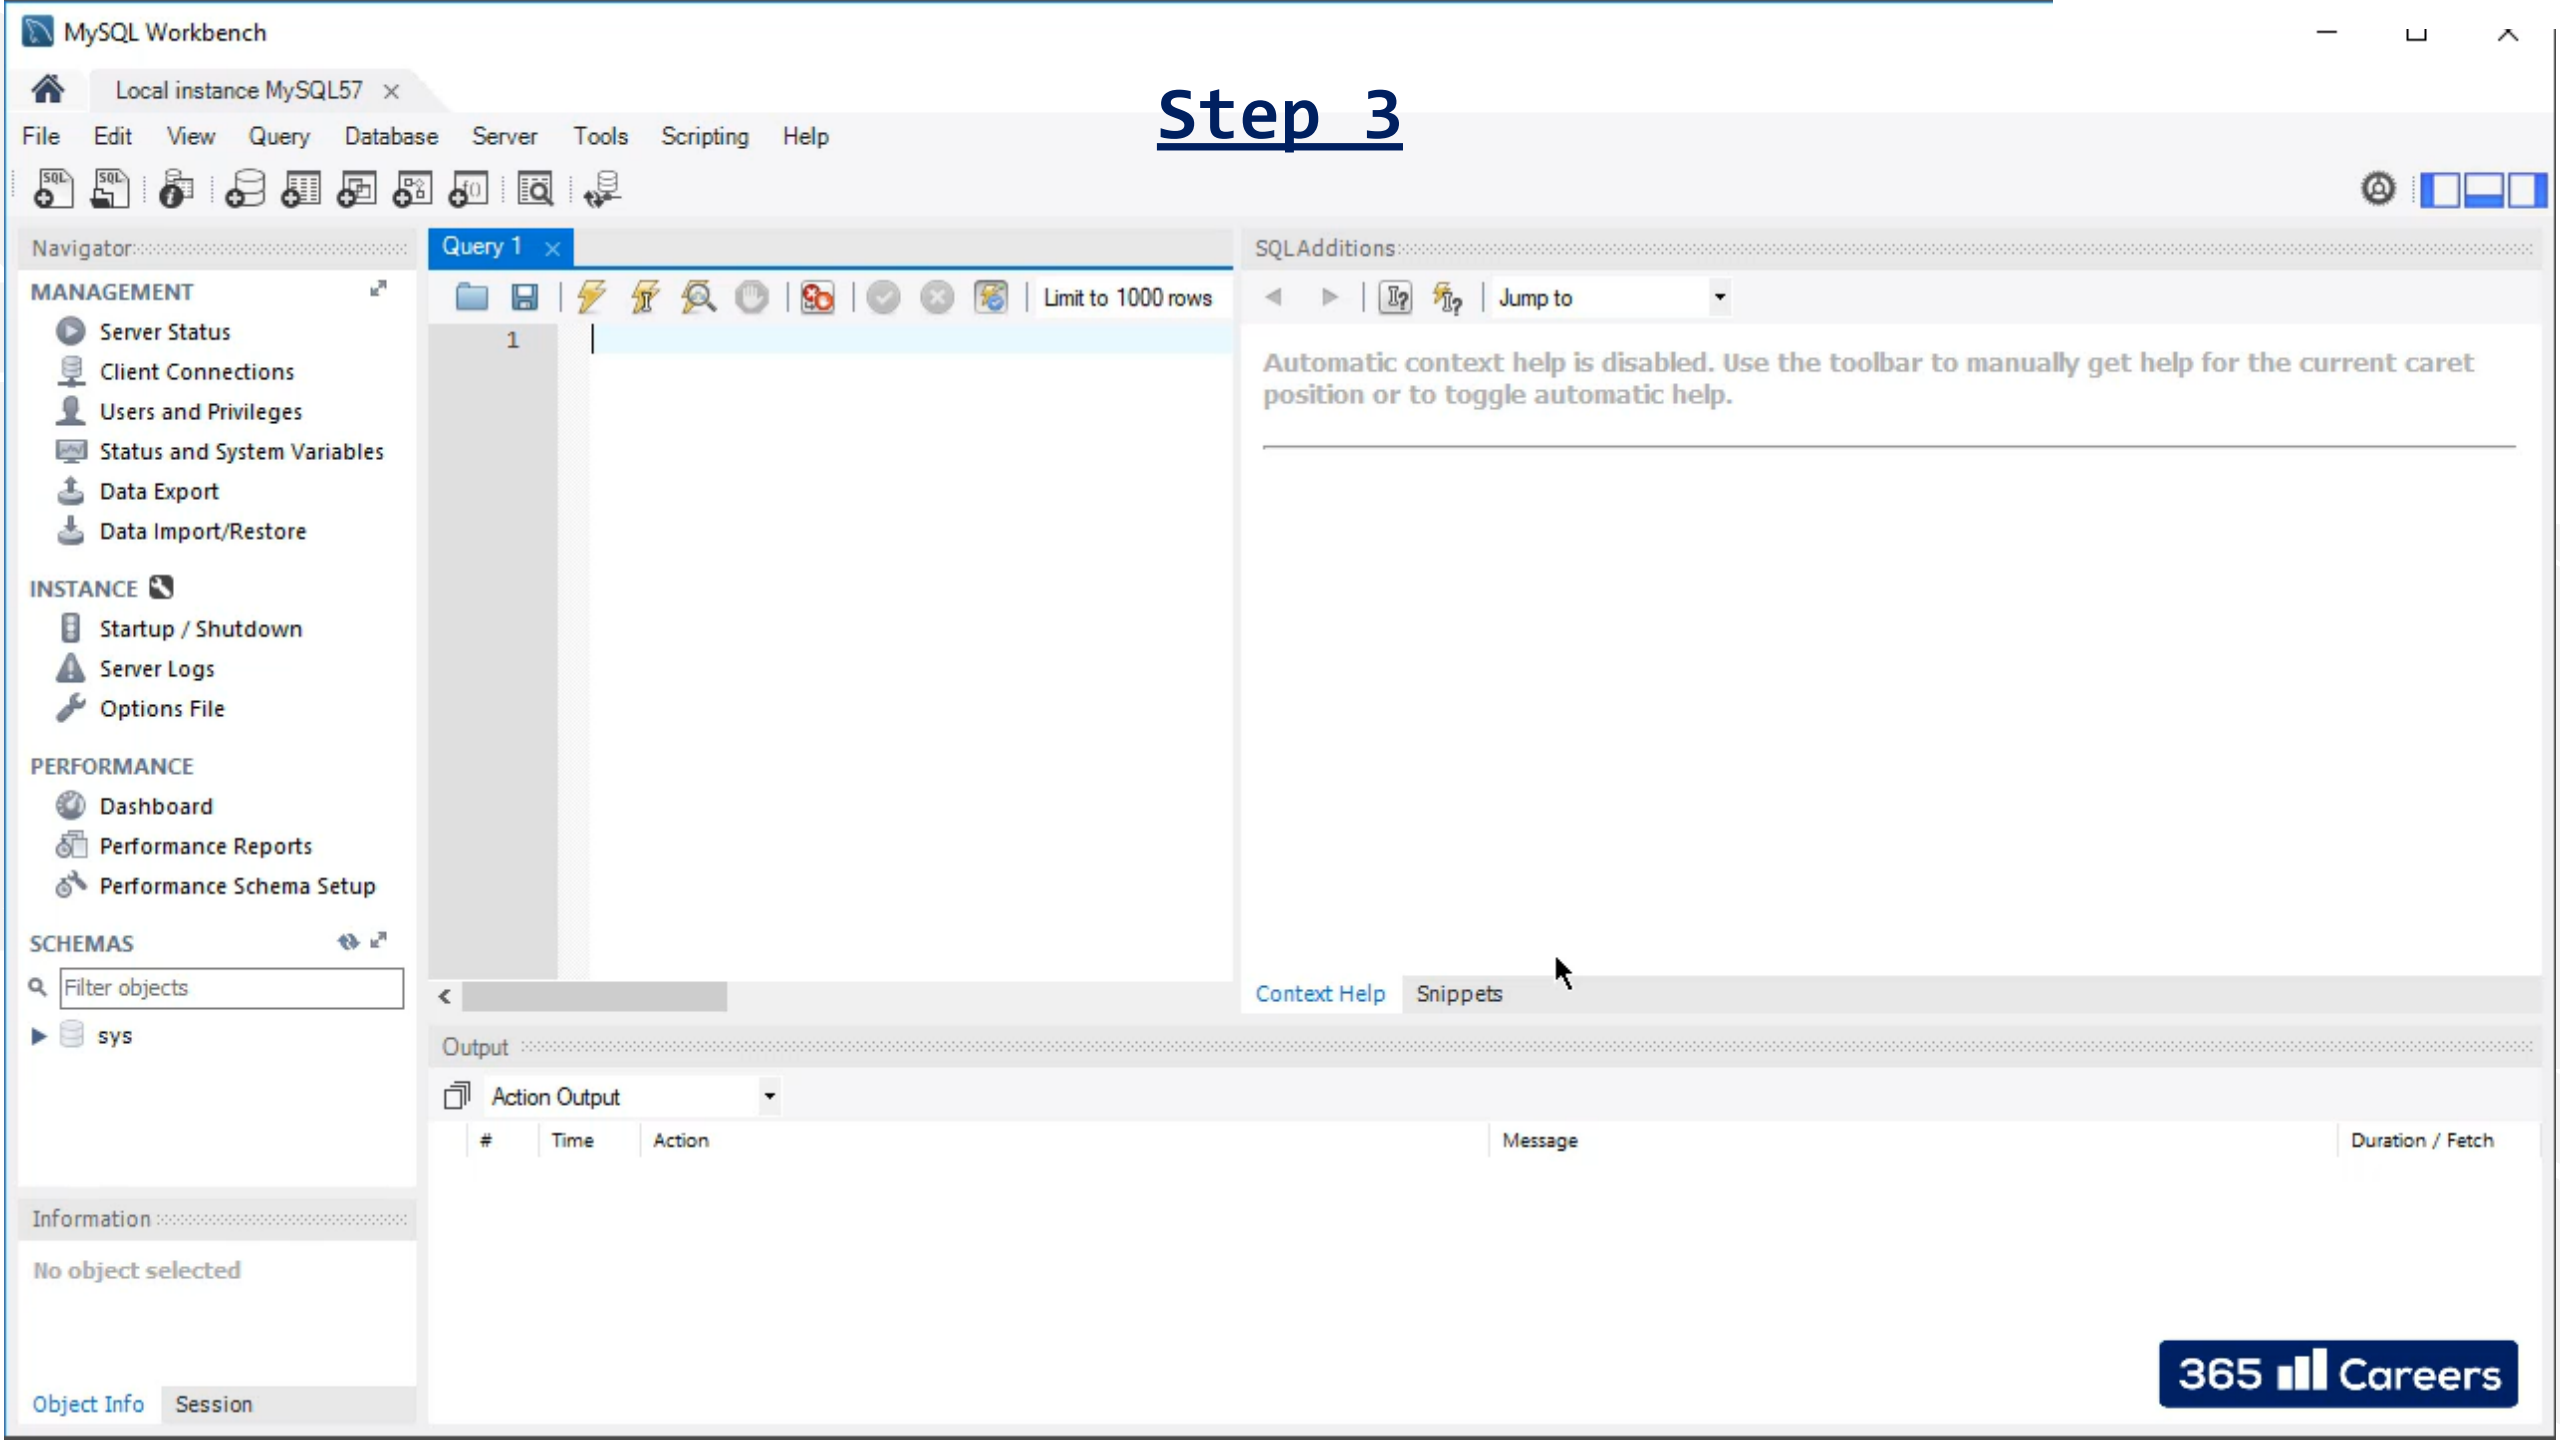 MySQL Workbench
Local instance MySQL57
Step 3
File Edit View Query Database Server Tools Scripting Help
Navigator
MANAGEMENT
Server Status
Client Connections
Users and Privileges
Status and System Variables
Data Export
Data Import/Restore
INSTANCE
Startup / Shutdown
Server Logs
Options File
PERFORMANCE
Dashboard
Performance Reports
Performance Schema Setup
SCHEMAS
Filter objects
sys
Information
No object selected
Object Info Session
Query 1
Limit to 1000 rows
1
SQLAdditions
Jump to
Automatic context help is disabled. Use the toolbar to manually get help for the current caret
position or to toggle automatic help.
Context Help Snippets
Output
Action Output
# Time Action Message Duration / Fetch
365 Careers